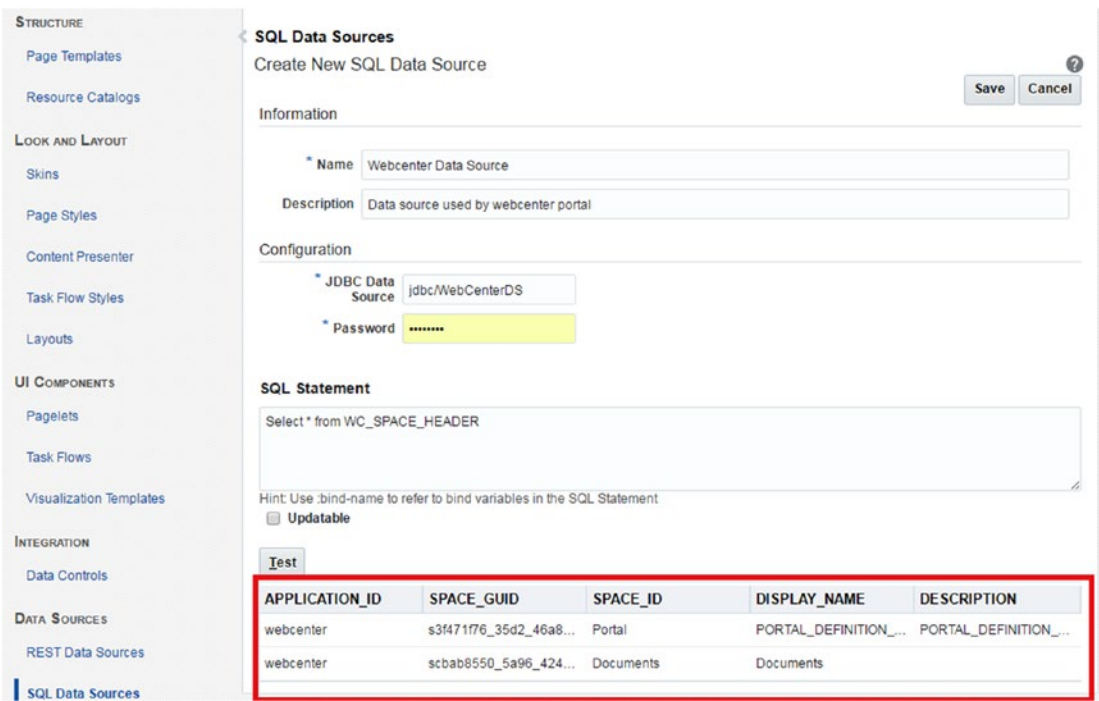 STRUCTURE
Page Templates
Resource Catalogs
LOOK AND LAYOUT
Skins
Page Styles
Content Presenter
Task Flow Styles
Layouts
UI COMPONENTS
Pagelets
Task Flows
Visualization Templates
INTEGRATION
Data Controls
DATA SOURCES
REST Data Sources
SQL Data Sources
SQL Data Sources
Create New SQL Data Source
?
Save Cancel
Information
* Name Webcenter Data Source
Description Data source used by webcenter portal
Configuration
* JDBC Data
Source jdbc/WebCenterDS
* Password ••••••••
SQL Statement
Select * from WC_SPACE_HEADER
Hint: Use :bind-name to refer to bind variables in the SQL Statement
Updatable
Test
APPLICATION_ID SPACE_GUID SPACE_ID DISPLAY_NAME DESCRIPTION
webcenter s3f471f76_35d2_46a8... Portal PORTAL_DEFINITION_... PORTAL_DEFINITION_...
webcenter scbab8550_5a96_424... Documents Documents